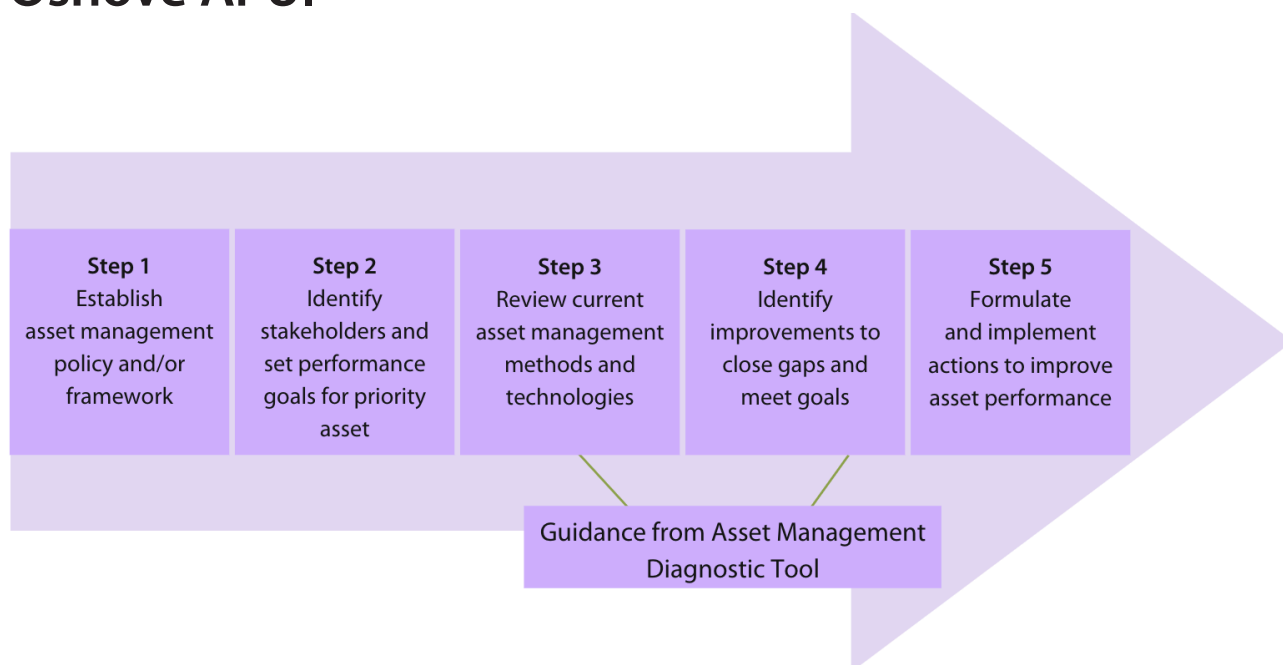 Step 1
Establish
asset management
policy and/or
framework
Step 2
Identify
stakeholders and
set performance
goals for priority
asset
Step 3
Review current
asset management
methods and
technologies
Step 4
Identify
improvements to
close gaps and
meet goals
Step 5
Formulate
and implement
actions to improve
asset performance
Guidance from Asset Management
Diagnostic Tool